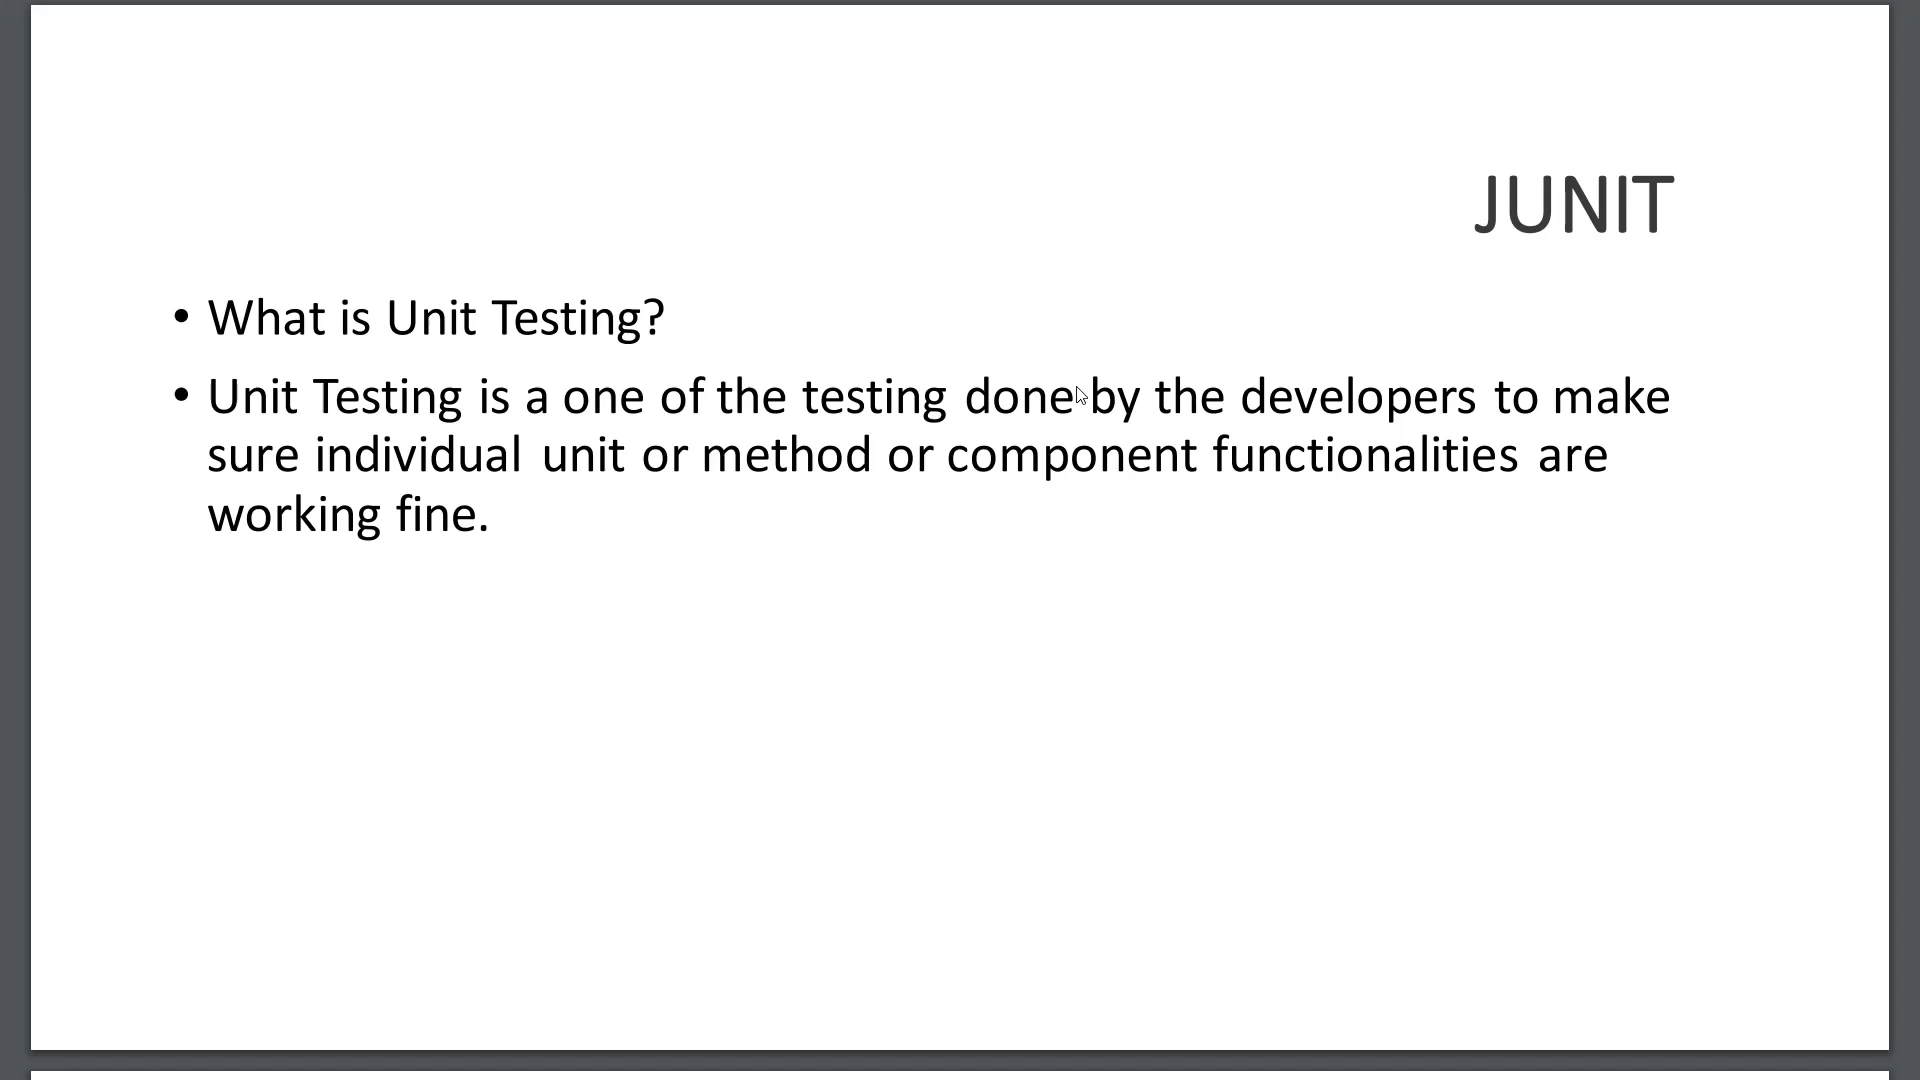 JUNIT
• What is Unit Testing?
• Unit Testing is a one of the testing done by the developers to make
sure individual unit or method or component functionalities are
working fine.